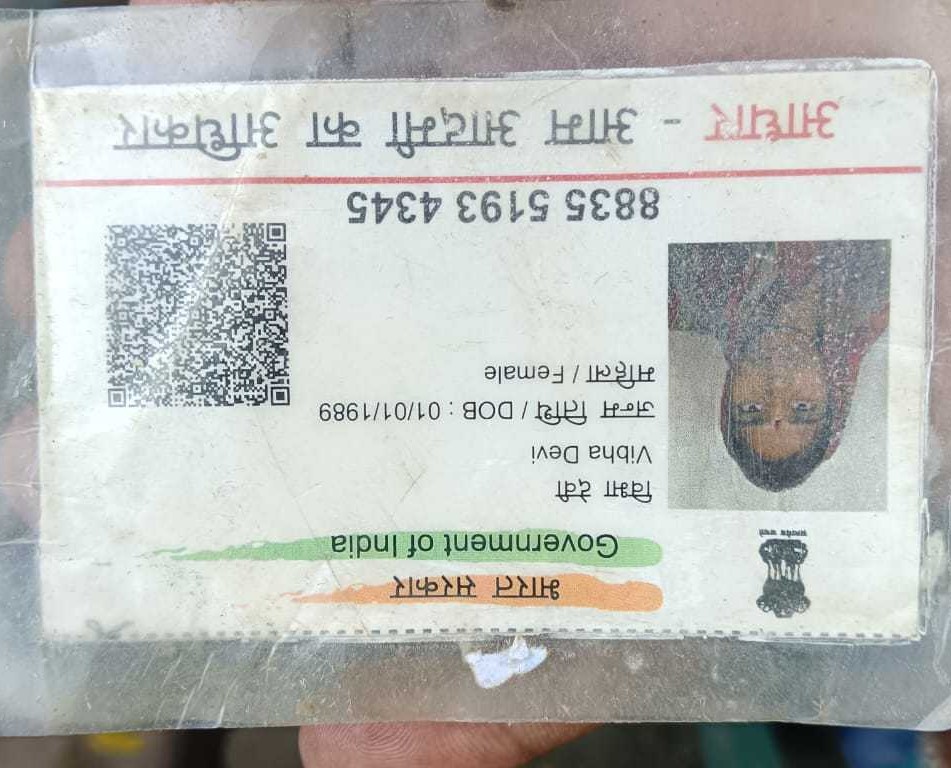 भारत सरकार
Government of India
विभा देवी
Vibha Devi
जन्म तिथि / DOB : 01/01/1989
महिला / Female
8835 5193 4345
आधार - आम आदमी का अधिकार